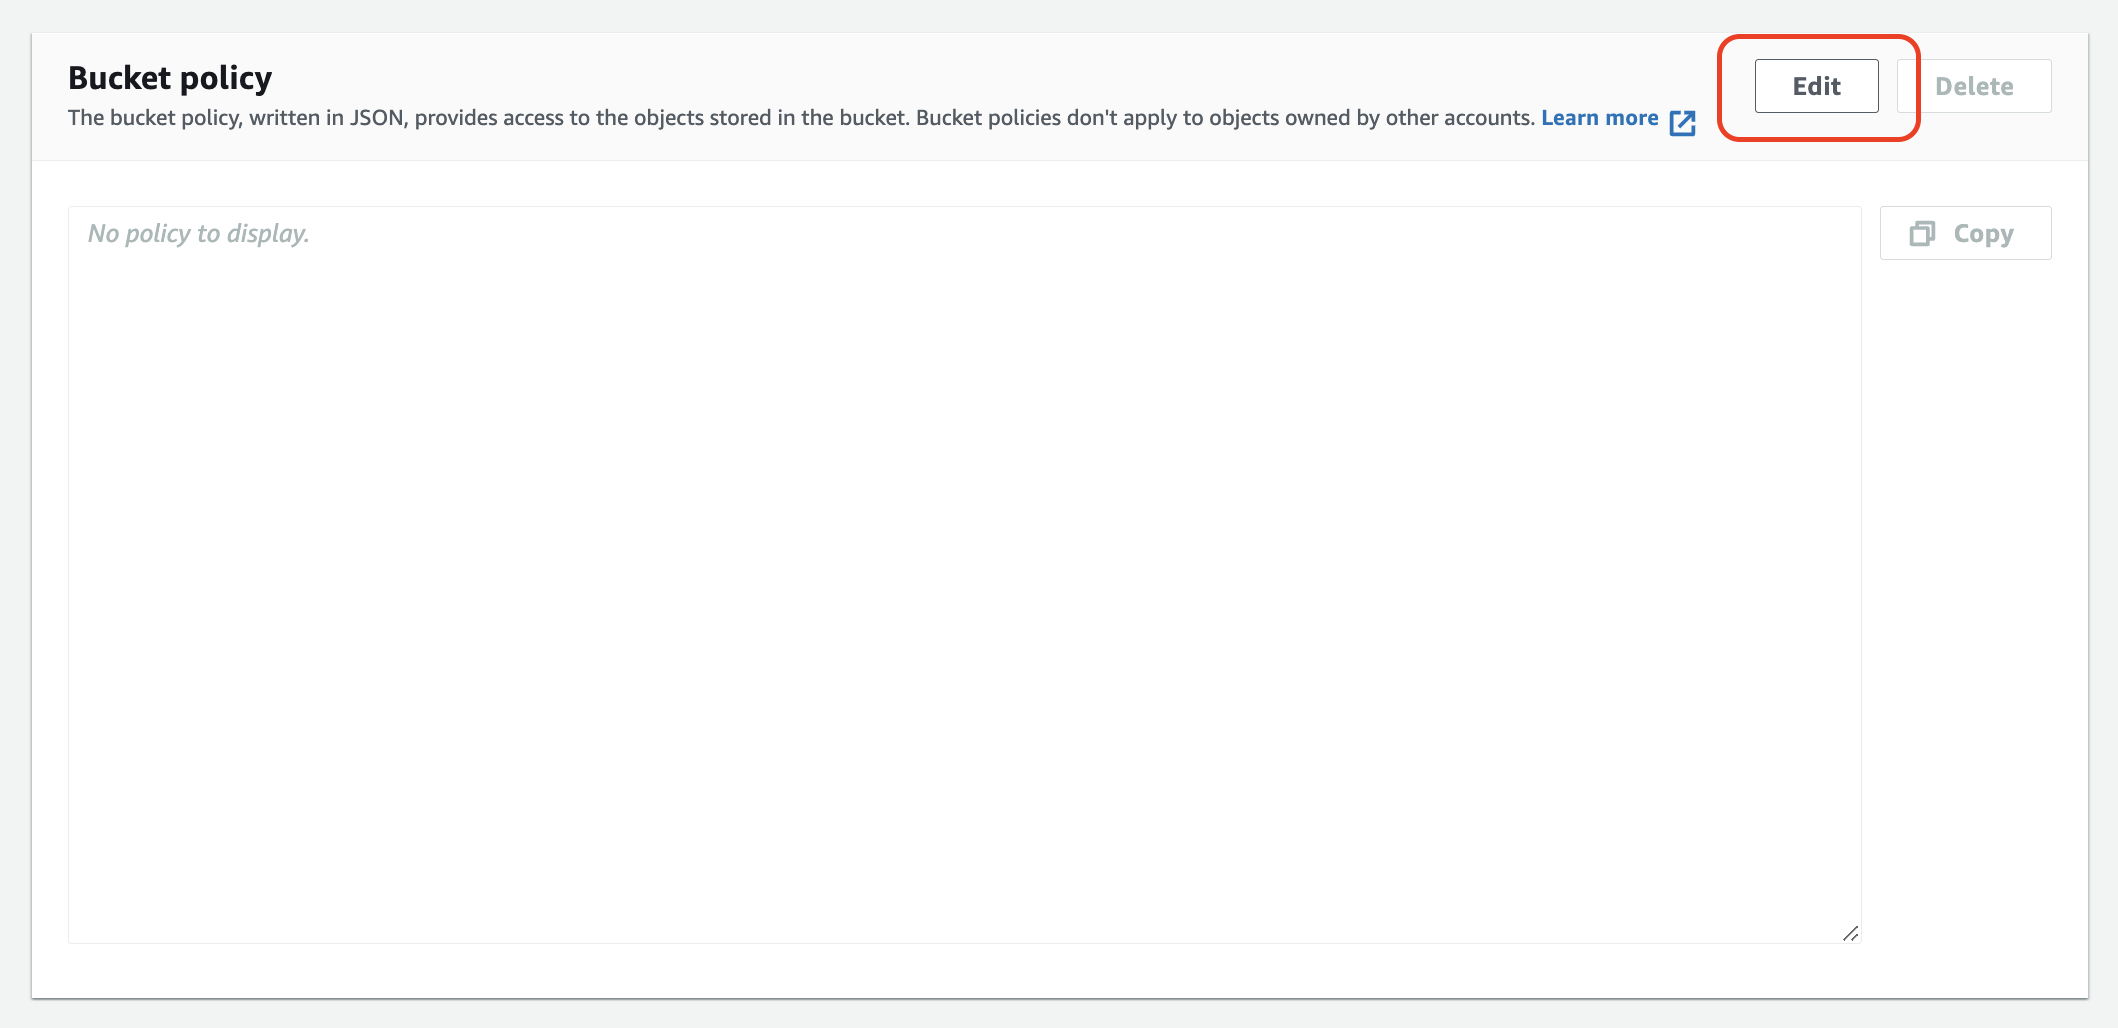 Bucket policy
The bucket policy, written in JSON, provides access to the objects stored in the bucket. Bucket policies don't apply to objects owned by other accounts. Learn more
Edit
Delete
No policy to display.
Copy